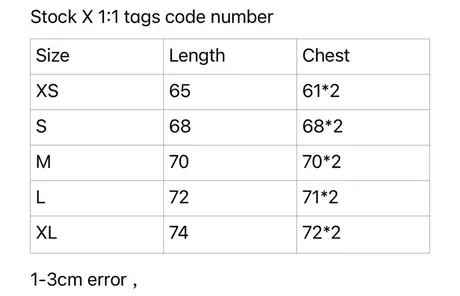 Stock X 1:1 tags code number
Size Length Chest
XS 65 61*2
S 68 68*2
M 70 70*2
L 72 71*2
XL 74 72*2
1-3cm error ,